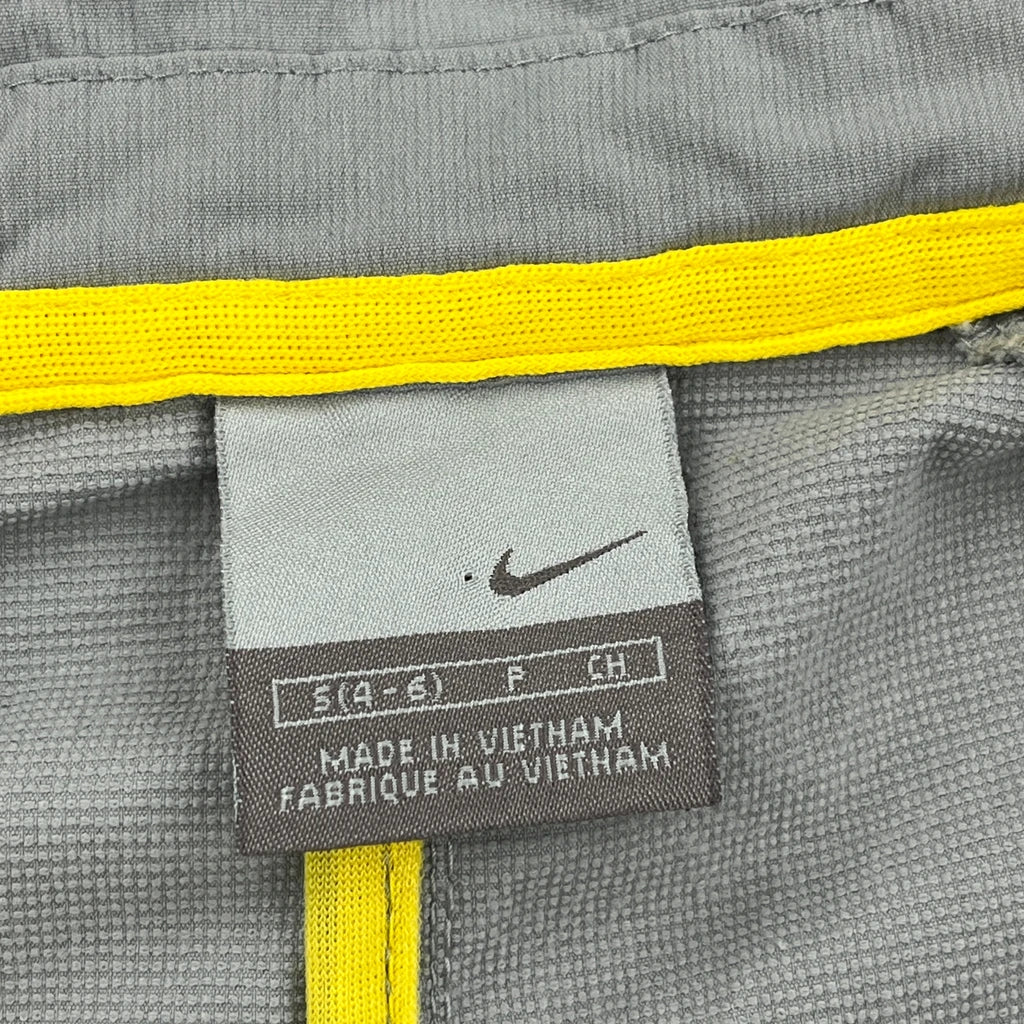 S(4-6) P CH
MADE IN VIETNAM
FABRIQUE AU VIETNAM